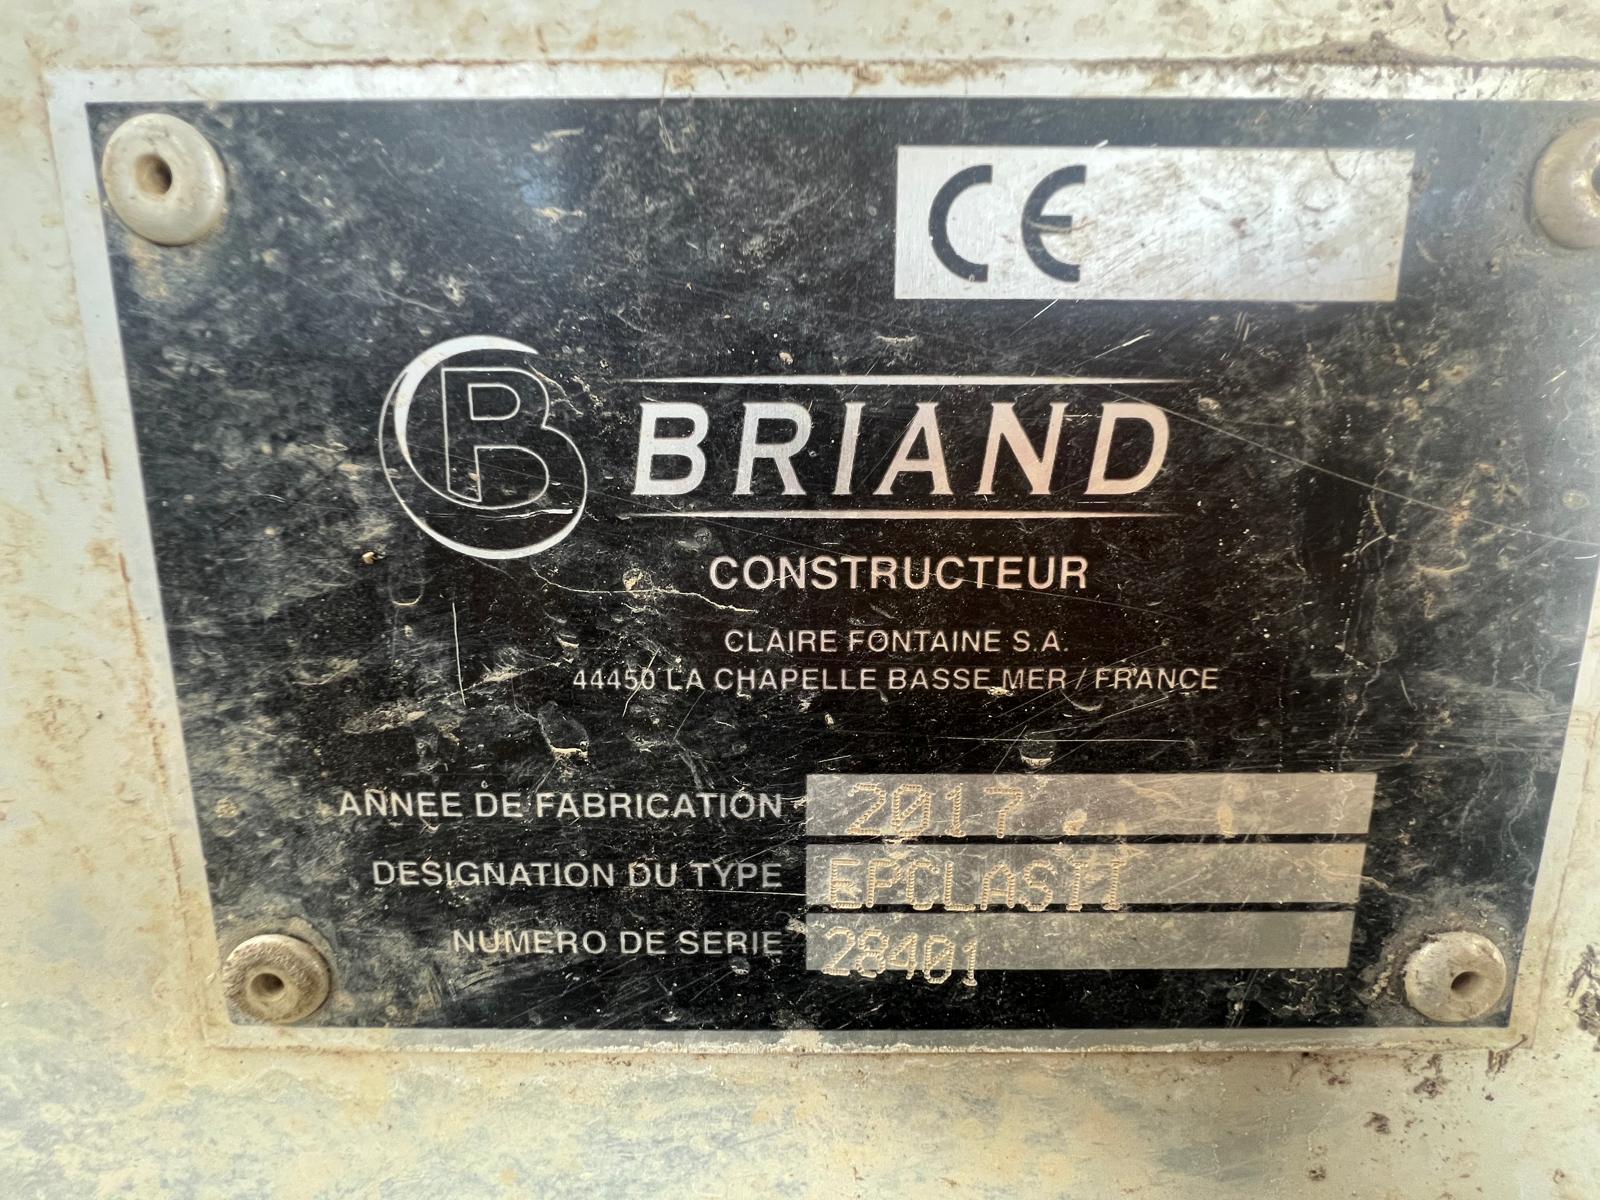 CE
B
BRIAND
CONSTRUCTEUR
CLAIRE FONTAINE S.A.
44450 LA CHAPELLE BASSE MER / FRANCE
ANNEE DE FABRICATION 2017
DESIGNATION DU TYPE EPCLASII
NUMERO DE SERIE 28401